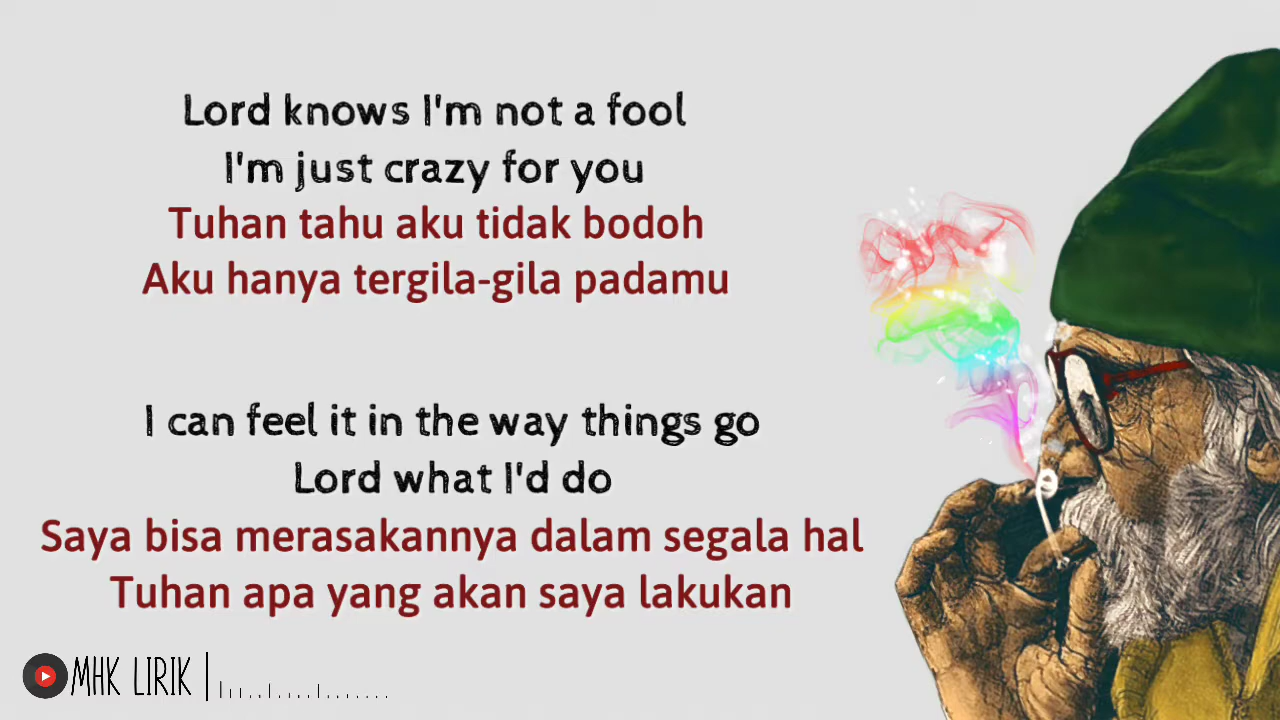 Lord knows I'm not a fool
I'm just crazy for you
Tuhan tahu aku tidak bodoh
Aku hanya tergila-gila padamu
I can feel it in the way things go
Lord what I'd do
Saya bisa merasakannya dalam segala hal
Tuhan apa yang akan saya lakukan
MHK LIRIK